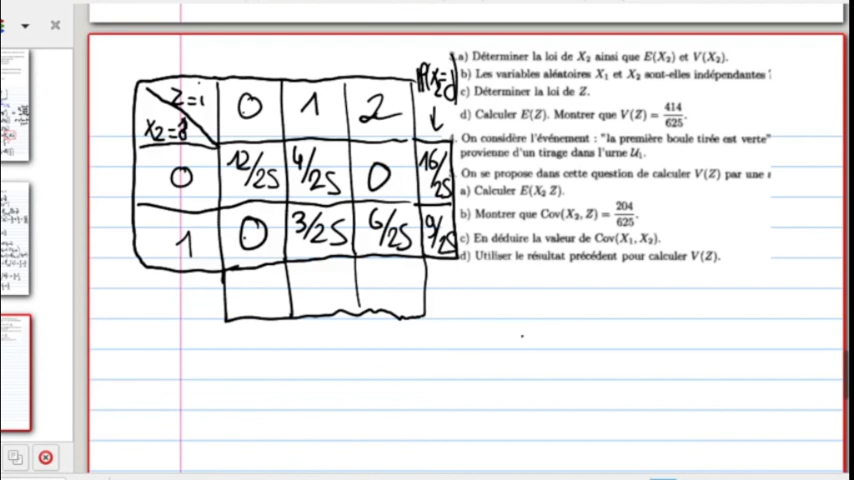 Z=i
X2=j
0
1
2
P(X2=j)
↓
0
12/25
4/25
0
16/25
1
0
3/25
6/25
9/25
a) Déterminer la loi de X₂ ainsi que E(X₂) et V(X₂).
b) Les variables aléatoires X₁ et X₂ sont-elles indépendantes
c) Déterminer la loi de Z.
d) Calculer E(Z). Montrer que V(Z) = 414/625.
On considère l'événement : "la première boule tirée est verte"
provienne d'un tirage dans l'urne U₁.
On se propose dans cette question de calculer V(Z) par une
a) Calculer E(X₂ Z).
b) Montrer que Cov(X₂, Z) = 204/625.
c) En déduire la valeur de Cov(X₁, X₂).
d) Utiliser le résultat précédent pour calculer V(Z).